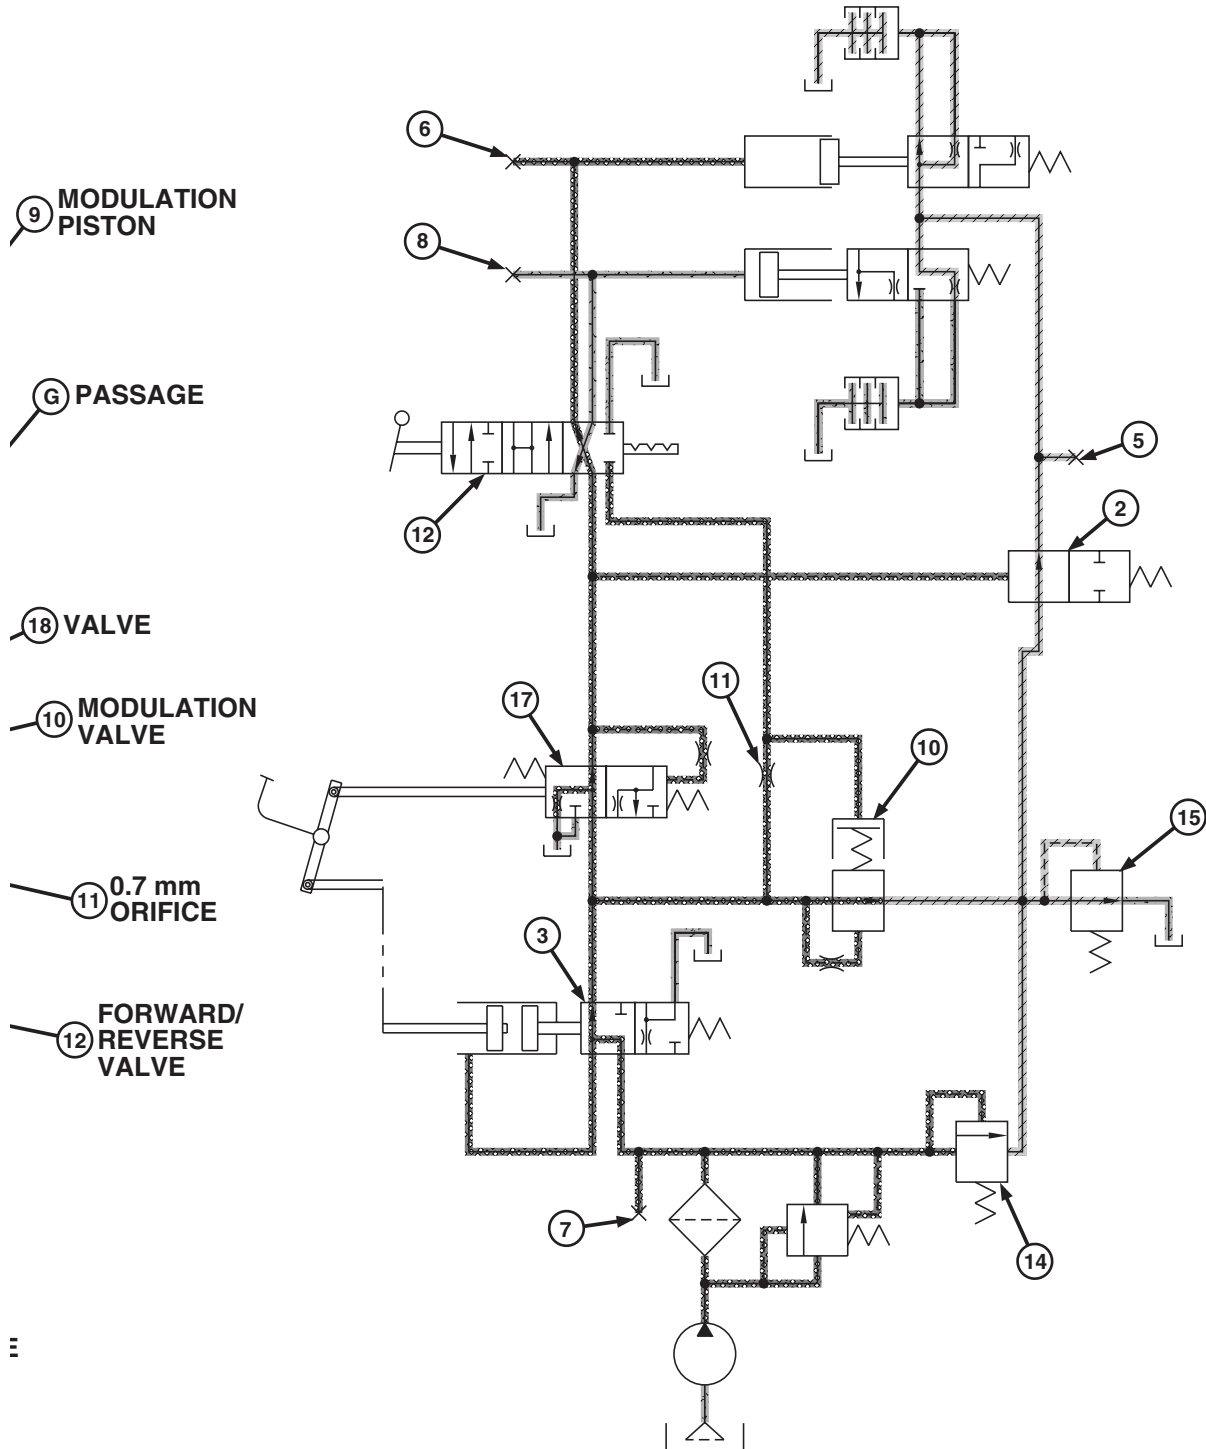 6
9 MODULATION
PISTON
8
G PASSAGE
5
12
2
18 VALVE
17
11
10 MODULATION
VALVE
10
15
11 0.7 mm
ORIFICE
3
12 FORWARD/
REVERSE
VALVE
7
14
E